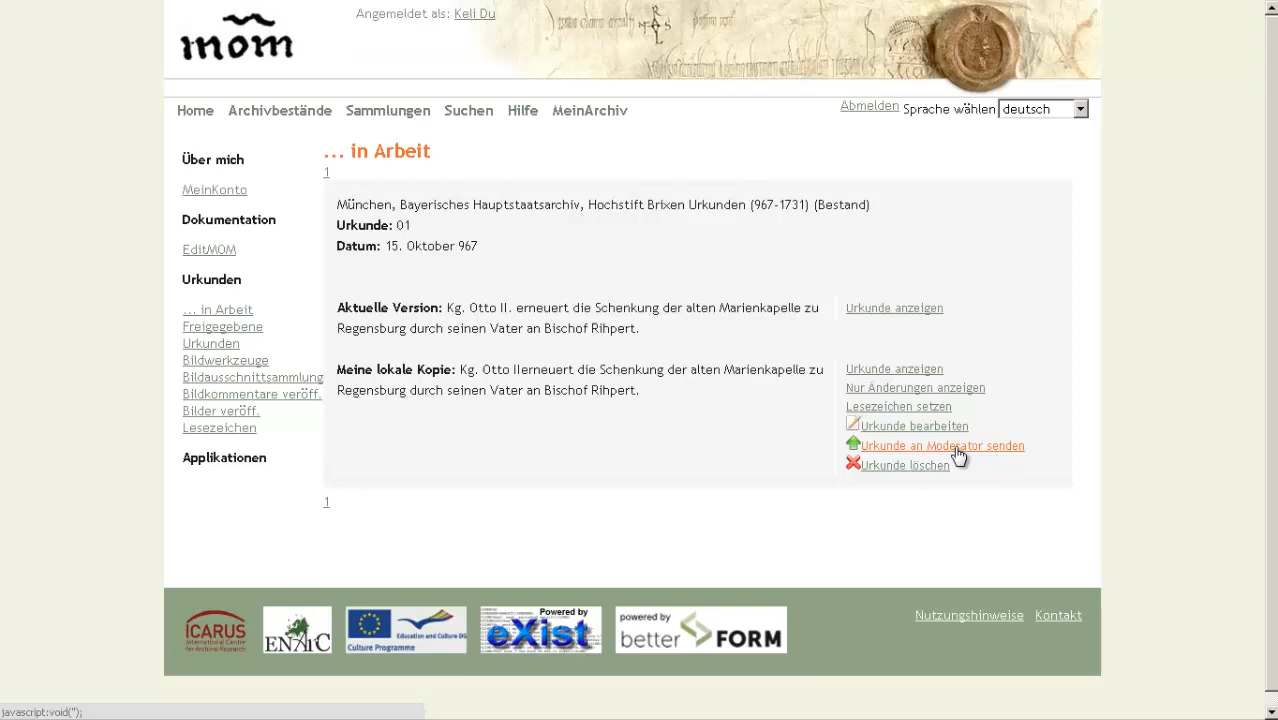 mom
Angemeldet als: Keli Du
Home Archivbestände Sammlungen Suchen Hilfe MeinArchiv
Abmelden Sprache wählen deutsch
Über mich
MeinKonto
Dokumentation
EditMOM
Urkunden
... in Arbeit
Freigegebene
Urkunden
Bildwerkzeuge
Bildausschnittsammlung
Bildkommentare veröff.
Bilder veröff.
Lesezeichen
Applikationen
... in Arbeit
1
München, Bayerisches Hauptstaatsarchiv, Hochstift Brixen Urkunden (967-1731) (Bestand)
Urkunde: 01
Datum: 15. Oktober 967
Aktuelle Version: Kg. Otto II. erneuert die Schenkung der alten Marienkapelle zu
Regensburg durch seinen Vater an Bischof Rihpert.
Urkunde anzeigen
Meine lokale Kopie: Kg. Otto IIerneuert die Schenkung der alten Marienkapelle zu
Regensburg durch seinen Vater an Bischof Rihpert.
Urkunde anzeigen
Nur Änderungen anzeigen
Lesezeichen setzen
Urkunde bearbeiten
Urkunde an Moderator senden
Urkunde löschen
1
ICARUS
International Centre
for Archival Research
ENArC
Education and Culture DG
Culture Programme
Powered by
eXist
powered by
better FORM
Nutzungshinweise Kontakt
javascript:void('');